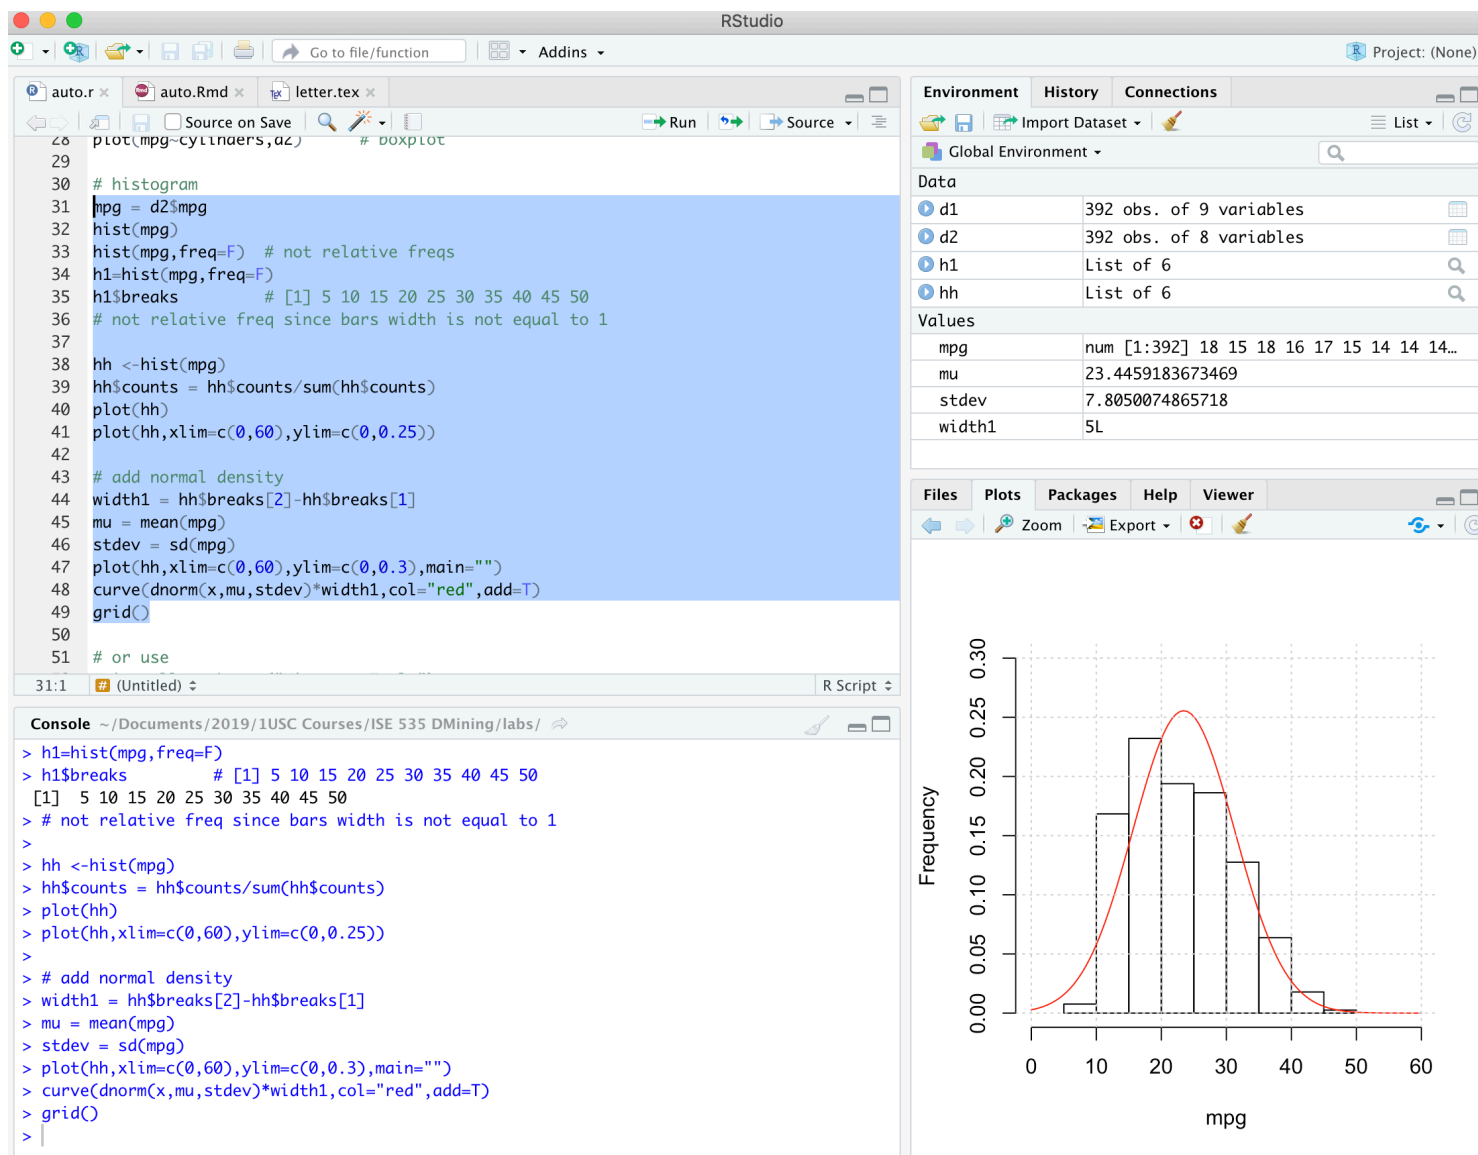 RStudio
Go to file/function
Addins
Project: (None)
auto.r
auto.Rmd
letter.tex
Source on Save
Run
Source
28 plot(mpg~cylinders,d2)      # boxplot
29
30 # histogram
31 mpg = d2$mpg
32 hist(mpg)
33 hist(mpg,freq=F)  # not relative freqs
34 h1=hist(mpg,freq=F)
35 h1$breaks         # [1] 5 10 15 20 25 30 35 40 45 50
36 # not relative freq since bars width is not equal to 1
37
38 hh <-hist(mpg)
39 hh$counts = hh$counts/sum(hh$counts)
40 plot(hh)
41 plot(hh,xlim=c(0,60),ylim=c(0,0.25))
42
43 # add normal density
44 width1 = hh$breaks[2]-hh$breaks[1]
45 mu = mean(mpg)
46 stdev = sd(mpg)
47 plot(hh,xlim=c(0,60),ylim=c(0,0.3),main="")
48 curve(dnorm(x,mu,stdev)*width1,col="red",add=T)
49 grid()
50
51 # or use
31:1
# (Untitled)
R Script
Console ~/Documents/2019/1USC Courses/ISE 535 DMining/labs/
> h1=hist(mpg,freq=F)
> h1$breaks         # [1] 5 10 15 20 25 30 35 40 45 50
 [1]  5 10 15 20 25 30 35 40 45 50
> # not relative freq since bars width is not equal to 1
>
> hh <-hist(mpg)
> hh$counts = hh$counts/sum(hh$counts)
> plot(hh)
> plot(hh,xlim=c(0,60),ylim=c(0,0.25))
>
> # add normal density
> width1 = hh$breaks[2]-hh$breaks[1]
> mu = mean(mpg)
> stdev = sd(mpg)
> plot(hh,xlim=c(0,60),ylim=c(0,0.3),main="")
> curve(dnorm(x,mu,stdev)*width1,col="red",add=T)
> grid()
>
Environment
History
Connections
Import Dataset
List
Global Environment
Data
d1 392 obs. of 9 variables
d2 392 obs. of 8 variables
h1 List of 6
hh List of 6
Values
mpg num [1:392] 18 15 18 16 17 15 14 14 14…
mu 23.4459183673469
stdev 7.8050074865718
width1 5L
Files
Plots
Packages
Help
Viewer
Zoom
Export
Frequency
0.30
0.25
0.20
0.15
0.10
0.05
0.00
0 10 20 30 40 50 60
mpg